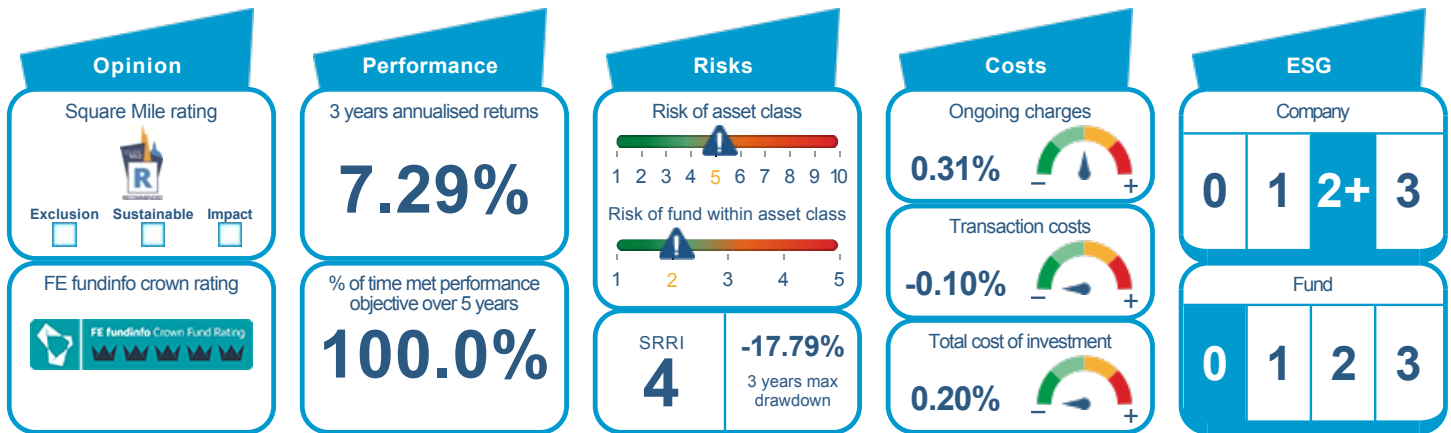 Opinion
Square Mile rating
R
RECOMMENDED
Exclusion Sustainable Impact
FE fundinfo crown rating
FE fundinfo Crown Fund Rating
Performance
3 years annualised returns
7.29%
% of time met performance
objective over 5 years
100.0%
Risks
Risk of asset class
1 2 3 4 5 6 7 8 9 10
Risk of fund within asset class
1 2 3 4 5
SRRI
4
-17.79%
3 years max
drawdown
Costs
Ongoing charges
0.31%
– +
Transaction costs
-0.10%
– +
Total cost of investment
0.20%
– +
ESG
Company
0 1 2+ 3
Fund
0 1 2 3